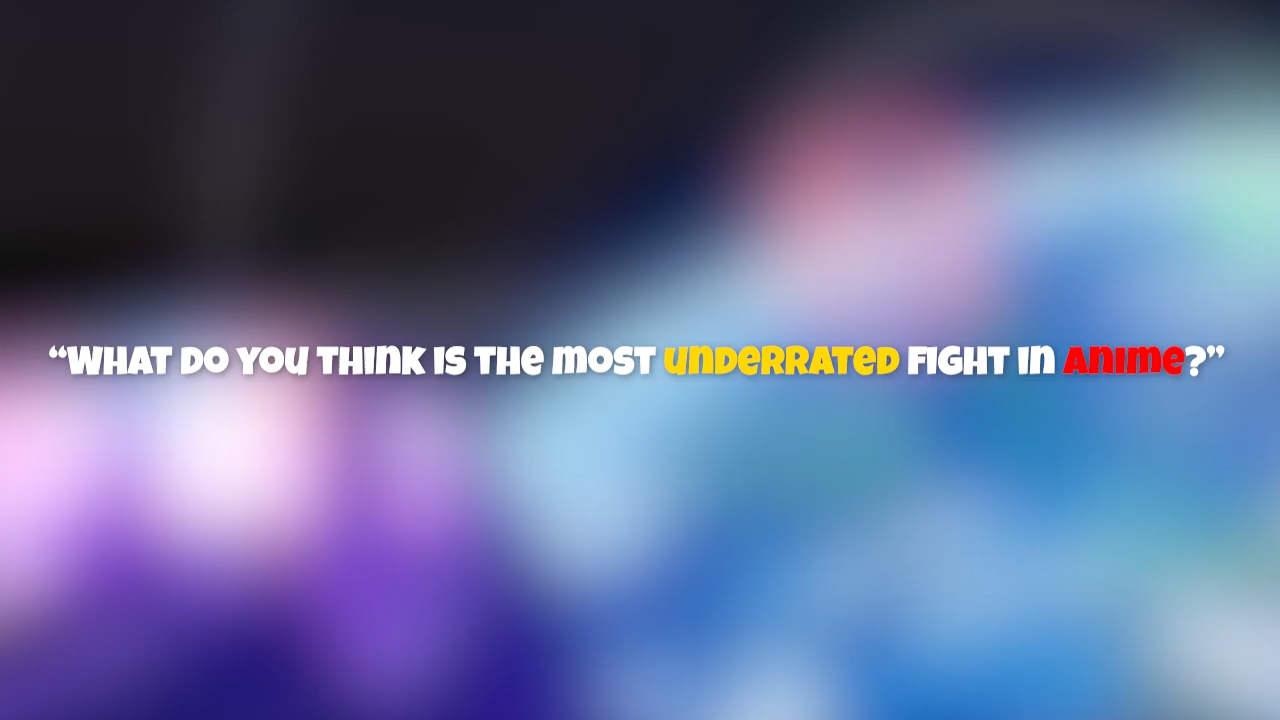 “What do you think is the most underrated fight in anime?”